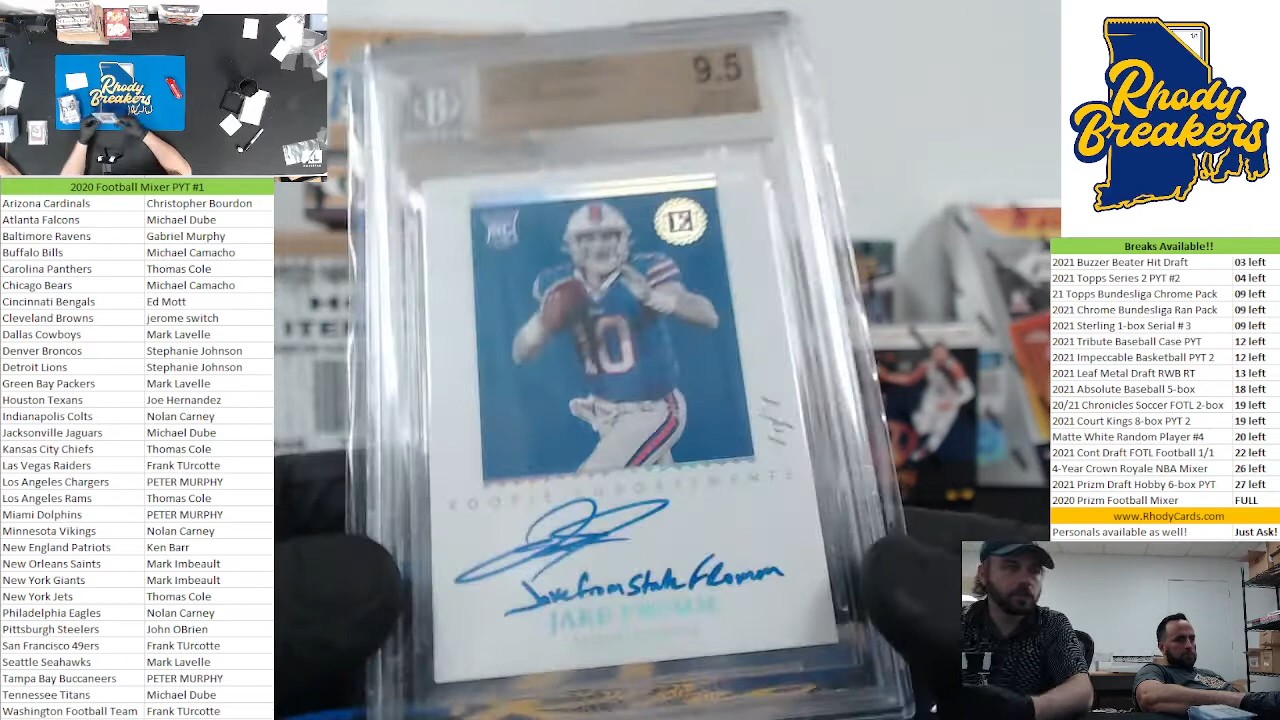 2020 Football Mixer PYT #1
Arizona Cardinals Christopher Bourdon
Atlanta Falcons Michael Dube
Baltimore Ravens Gabriel Murphy
Buffalo Bills Michael Camacho
Carolina Panthers Thomas Cole
Chicago Bears Michael Camacho
Cincinnati Bengals Ed Mott
Cleveland Browns jerome switch
Dallas Cowboys Mark Lavelle
Denver Broncos Stephanie Johnson
Detroit Lions Stephanie Johnson
Green Bay Packers Mark Lavelle
Houston Texans Joe Hernandez
Indianapolis Colts Nolan Carney
Jacksonville Jaguars Michael Dube
Kansas City Chiefs Thomas Cole
Las Vegas Raiders Frank TUrcotte
Los Angeles Chargers PETER MURPHY
Los Angeles Rams Thomas Cole
Miami Dolphins PETER MURPHY
Minnesota Vikings Nolan Carney
New England Patriots Ken Barr
New Orleans Saints Mark Imbeault
New York Giants Mark Imbeault
New York Jets Thomas Cole
Philadelphia Eagles Nolan Carney
Pittsburgh Steelers John OBrien
San Francisco 49ers Frank TUrcotte
Seattle Seahawks Mark Lavelle
Tampa Bay Buccaneers PETER MURPHY
Tennessee Titans Michael Dube
Washington Football Team Frank TUrcotte
Rhody
Breakers
9.5
B
RC
E
10
ROOKIE ENDORSEMENTS
JAKE FROMM
Rhody
Breakers
Breaks Available!!
2021 Buzzer Beater Hit Draft 03 left
2021 Topps Series 2 PYT #2 04 left
21 Topps Bundesliga Chrome Pack 09 left
2021 Chrome Bundesliga Ran Pack 09 left
2021 Sterling 1-box Serial # 3 09 left
2021 Tribute Baseball Case PYT 12 left
2021 Impeccable Basketball PYT 2 12 left
2021 Leaf Metal Draft RWB RT 13 left
2021 Absolute Baseball 5-box 18 left
20/21 Chronicles Soccer FOTL 2-box 19 left
2021 Court Kings 8-box PYT 2 19 left
Matte White Random Player #4 20 left
2021 Cont Draft FOTL Football 1/1 22 left
4-Year Crown Royale NBA Mixer 26 left
2021 Prizm Draft Hobby 6-box PYT 27 left
2020 Prizm Football Mixer FULL
www.RhodyCards.com
Personals available as well! Just Ask!